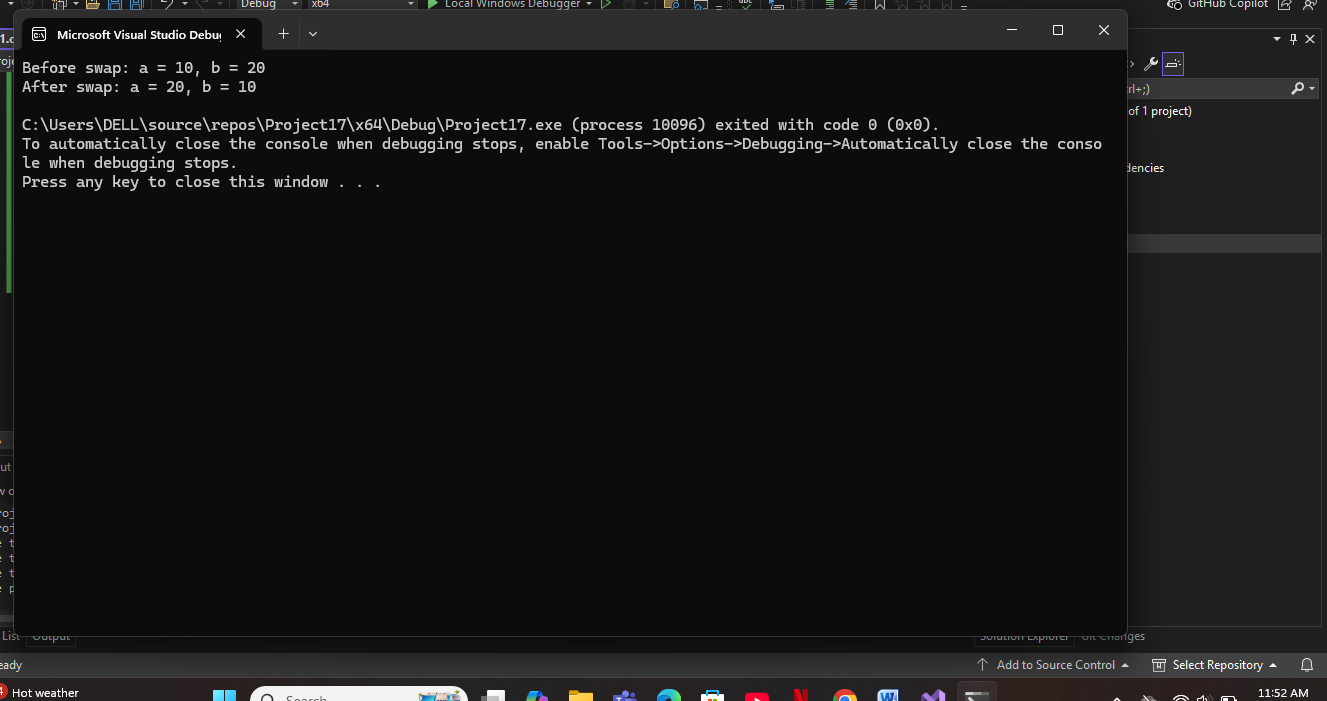 Debug
x64
Local Windows Debugger
GitHub Copilot
Microsoft Visual Studio Debu
Before swap: a = 10, b = 20
After swap: a = 20, b = 10
C:\Users\DELL\source\repos\Project17\x64\Debug\Project17.exe (process 10096) exited with code 0 (0x0).
To automatically close the console when debugging stops, enable Tools->Options->Debugging->Automatically close the conso
le when debugging stops.
Press any key to close this window . . .
rl+;)
of 1 project)
dencies
List Output
Solution Explorer Git Changes
eady
Add to Source Control
Select Repository
Hot weather
Search
11:52 AM